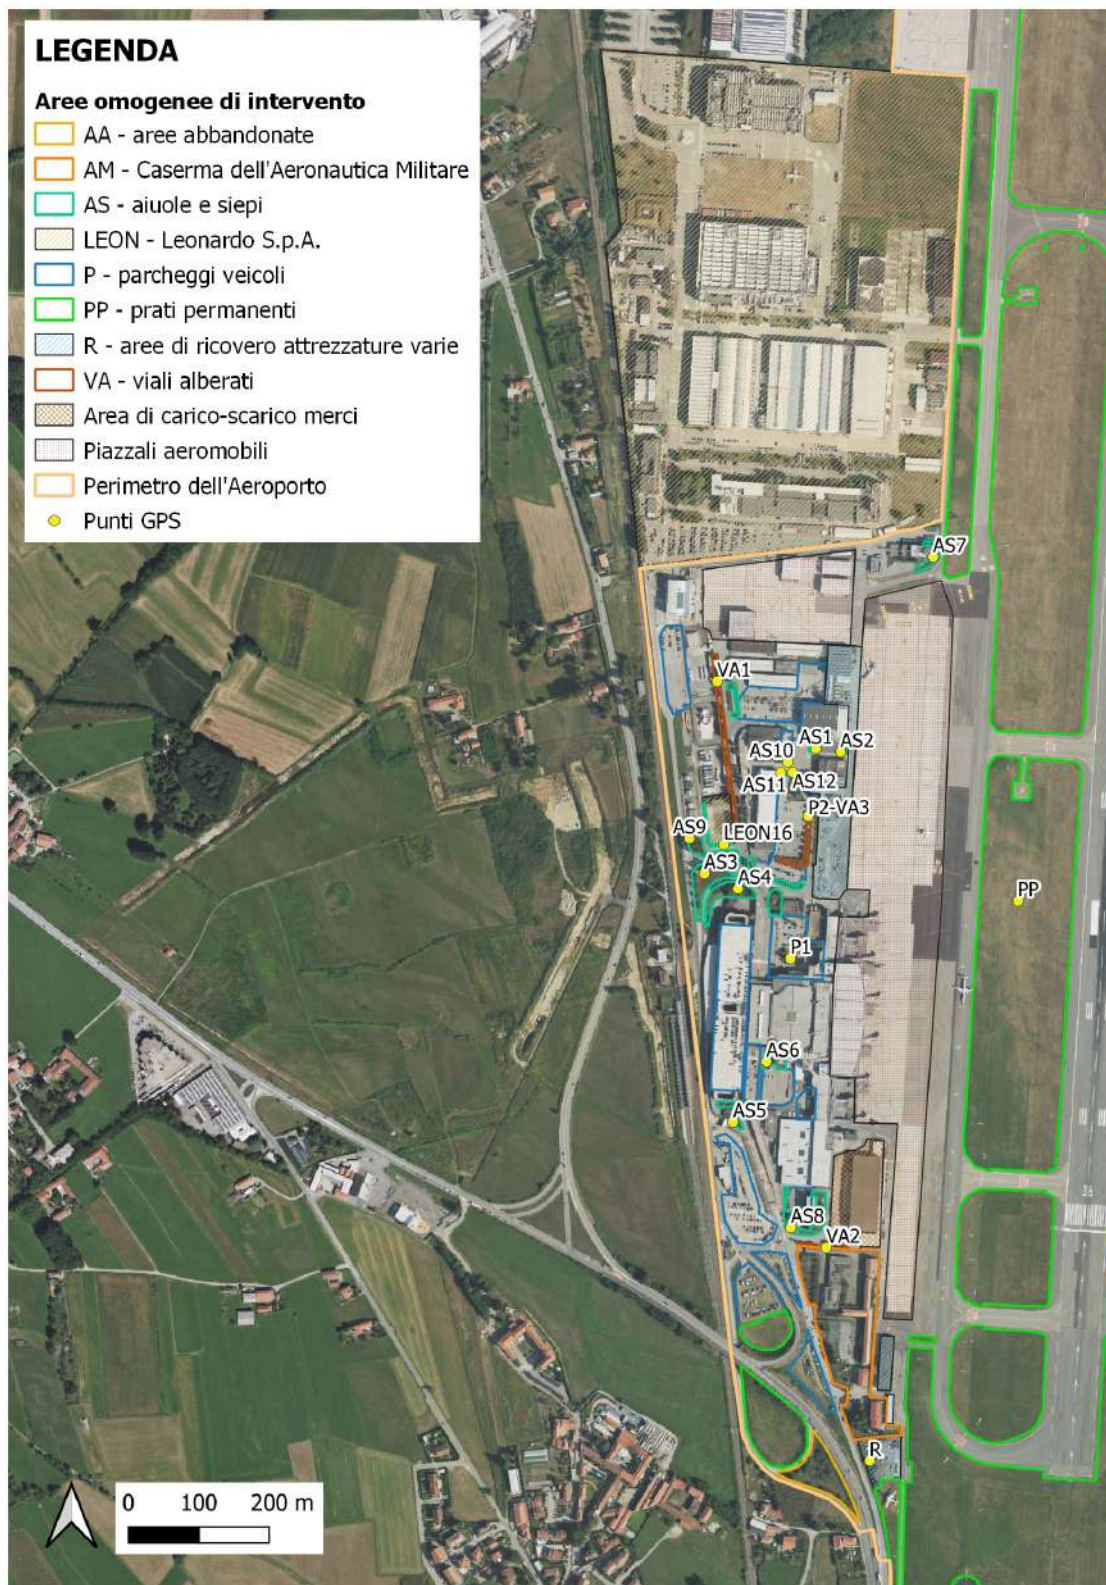 LEGENDA
Aree omogenee di intervento
AA - aree abbandonate
AM - Caserma dell'Aeronautica Militare
AS - aiuole e siepi
LEON - Leonardo S.p.A.
P - parcheggi veicoli
PP - prati permanenti
R - aree di ricovero attrezzature varie
VA - viali alberati
Area di carico-scarico merci
Piazzali aeromobili
Perimetro dell'Aeroporto
Punti GPS
AS7
VA1
AS1
AS2
AS10
AS11
AS12
P2-VA3
AS9
LEON16
AS3
AS4
PP
P1
AS6
AS5
36
AS8
VA2
R
0 100 200 m